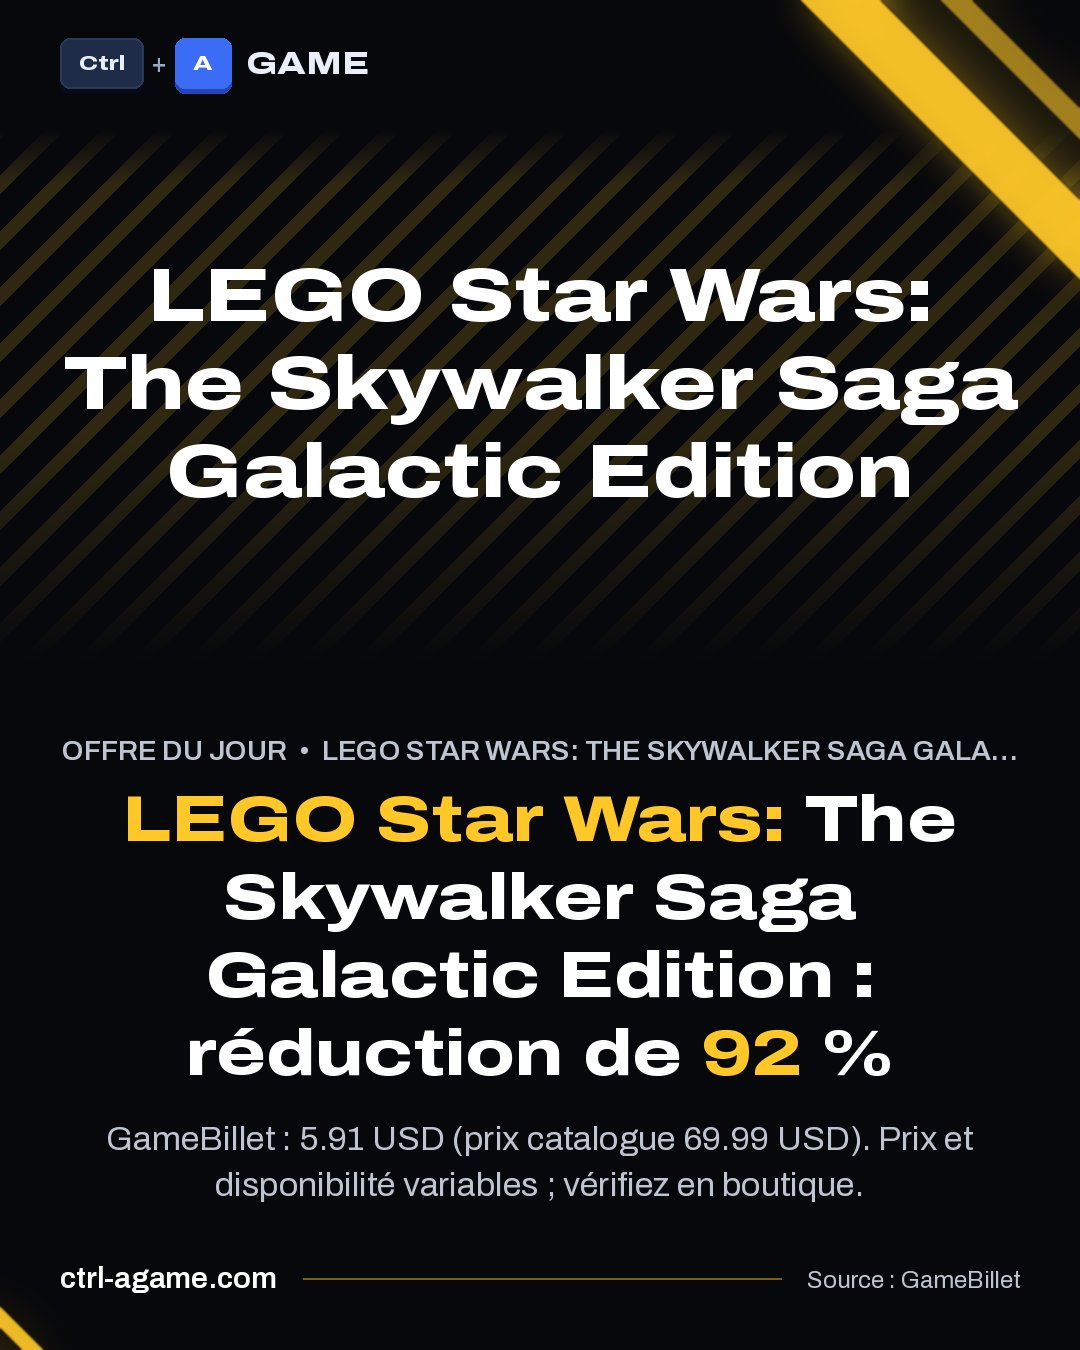 Ctrl + A GAME
LEGO Star Wars:
The Skywalker Saga
Galactic Edition
OFFRE DU JOUR • LEGO STAR WARS: THE SKYWALKER SAGA GALA...
LEGO Star Wars: The
Skywalker Saga
Galactic Edition :
réduction de 92 %
GameBillet : 5.91 USD (prix catalogue 69.99 USD). Prix et
disponibilité variables ; vérifiez en boutique.
ctrl-agame.com
Source : GameBillet